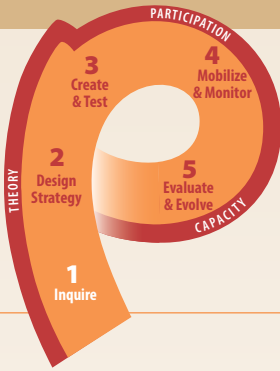 PARTICIPATION
3
Create
& Test
4
Mobilize
& Monitor
2
Design
Strategy
THEORY
5
Evaluate
& Evolve
CAPACITY
1
Inquire